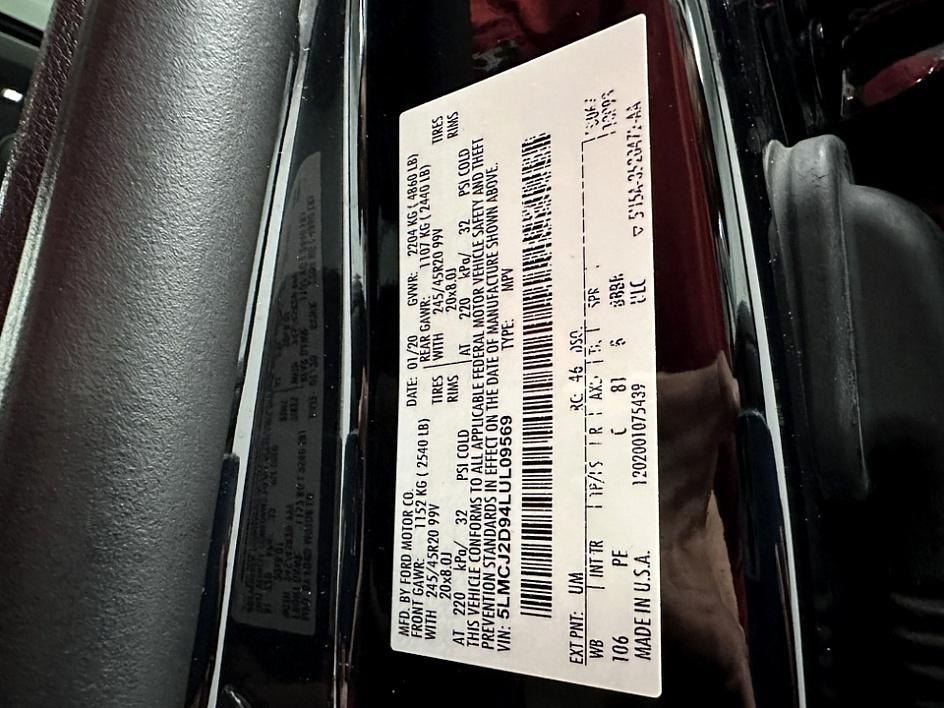 MFD. BY FORD MOTOR CO.
DATE: 01/20 GVWR: 2204 KG ( 4860 LB)
FRONT GAWR: 1152 KG ( 2540 LB)
REAR GAWR: 1107 KG ( 2440 LB)
WITH 245/45R20 99V TIRES
WITH 245/45R20 99V TIRES
20x8.0J RIMS
20x8.0J RIMS
AT 220 kPa/ 32 PSI COLD
AT 220 kPa/ 32 PSI COLD
THIS VEHICLE CONFORMS TO ALL APPLICABLE FEDERAL MOTOR VEHICLE SAFETY AND THEFT
PREVENTION STANDARDS IN EFFECT ON THE DATE OF MANUFACTURE SHOWN ABOVE.
VIN: 5LMCJ2D94LUL09569 TYPE: MPV
EXT PNT: UM RC: 46 DSO:
WB INT TR TP/PS R AX TR SPR
106 PE C 81 6
MADE IN U.S.A. 1202001075439 ULC